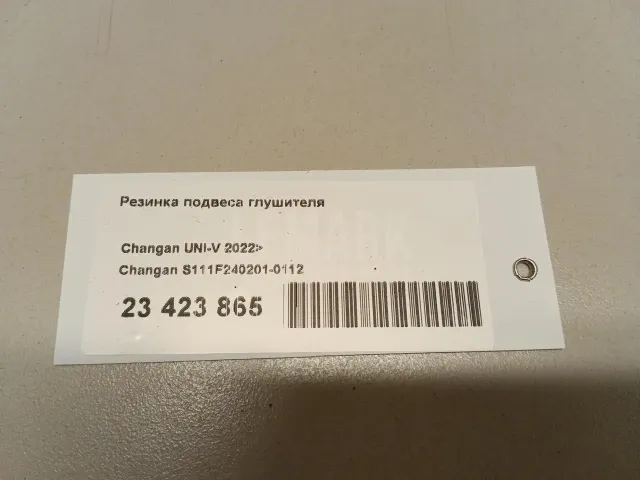 Резинка подвеса глушителя
Changan UNI-V 2022>
Changan S111F240201-0112
23 423 865